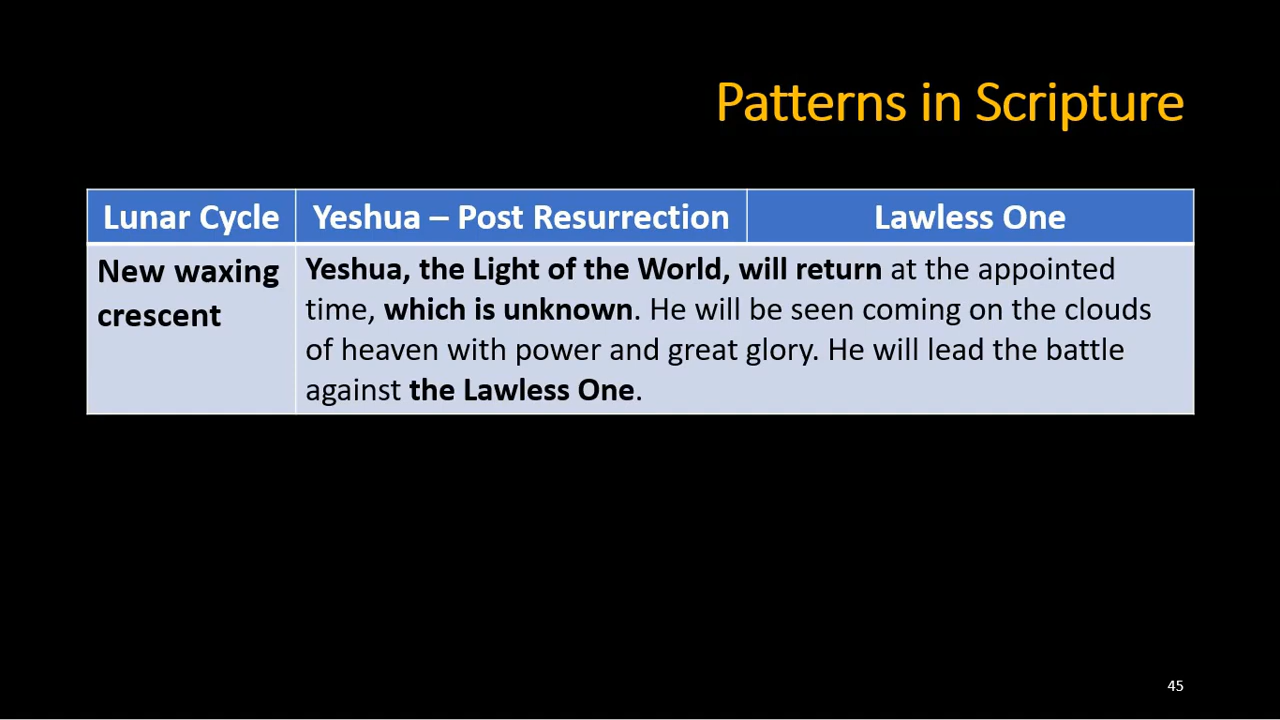 Patterns in Scripture
Lunar Cycle
Yeshua – Post Resurrection
Lawless One
New waxing
crescent
Yeshua, the Light of the World, will return at the appointed
time, which is unknown. He will be seen coming on the clouds
of heaven with power and great glory. He will lead the battle
against the Lawless One.
45